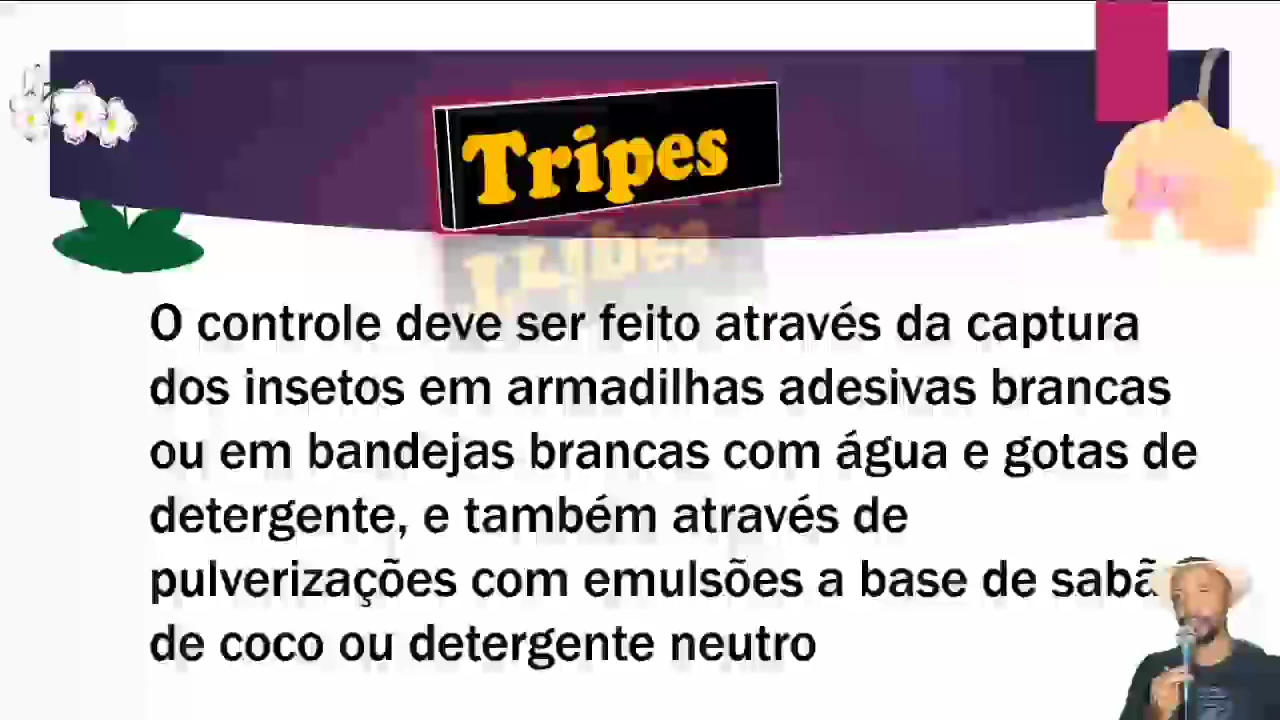 Tripes
O controle deve ser feito através da captura
dos insetos em armadilhas adesivas brancas
ou em bandejas brancas com água e gotas de
detergente, e também através de
pulverizações com emulsões a base de sabã
de coco ou detergente neutro